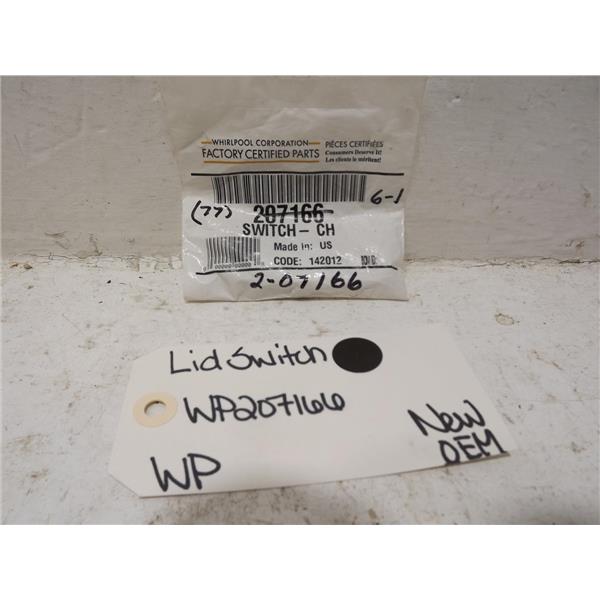 WHIRLPOOL CORPORATION
FACTORY CERTIFIED PARTS
PIÈCES CERTIFIÉES
Consumers Deserve It!
Les clients le méritent!
6-1
(77) 207166
SWITCH- CH
Made in: US
CODE: 142012
2-07166
Lid Switch
WP207166
New
OEM
WP